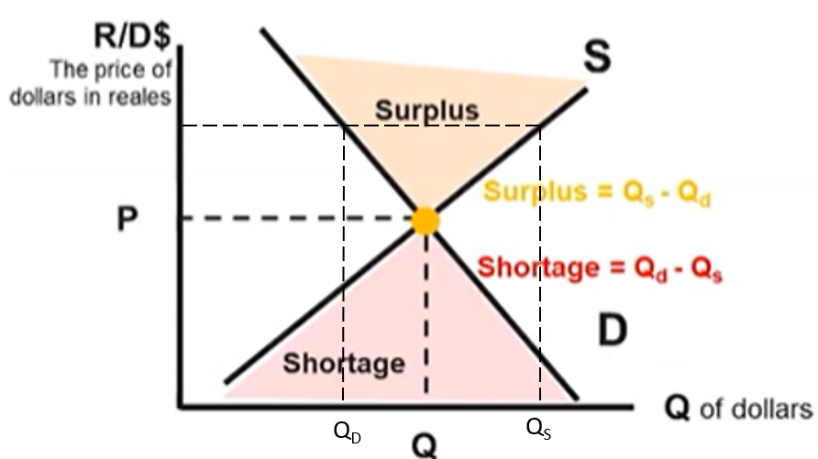 R/D$
The price of
dollars in reales
S
Surplus
Surplus = Qs - Qd
P
Shortage = Qd - Qs
D
Shortage
Q of dollars
QD
Q
QS